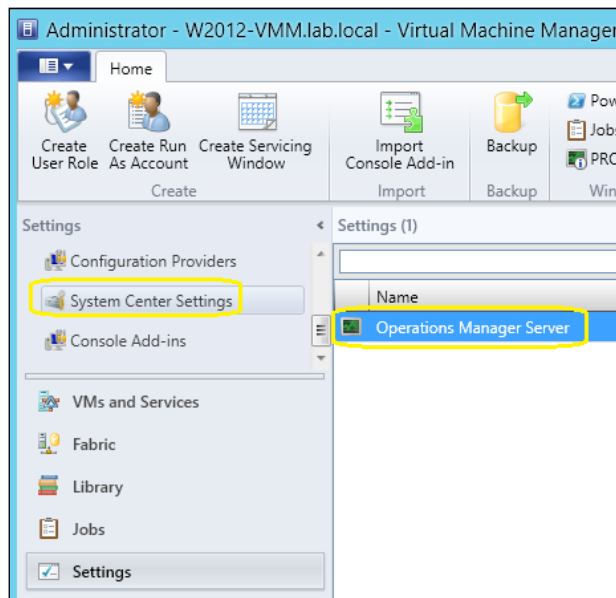 Administrator - W2012-VMM.lab.local - Virtual Machine Manager
Home
Create User Role
Create Run As Account
Create Servicing Window
Import Console Add-in
Backup
Jobs
PRO
Create
Import
Backup
Settings
Settings (1)
Configuration Providers
System Center Settings
Console Add-ins
Name
Operations Manager Server
VMs and Services
Fabric
Library
Jobs
Settings